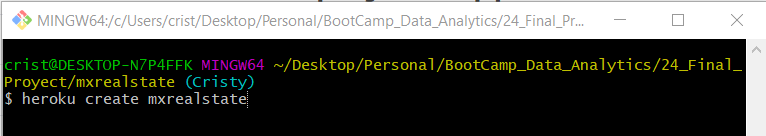 MINGW64:/c/Users/crist/Desktop/Personal/BootCamp_Data_Analytics/24_Final_Pr...
crist@DESKTOP-N7P4FFK MINGW64 ~/Desktop/Personal/BootCamp_Data_Analytics/24_Final_
Proyect/mxrealstate (Cristy)
$ heroku create mxrealstate